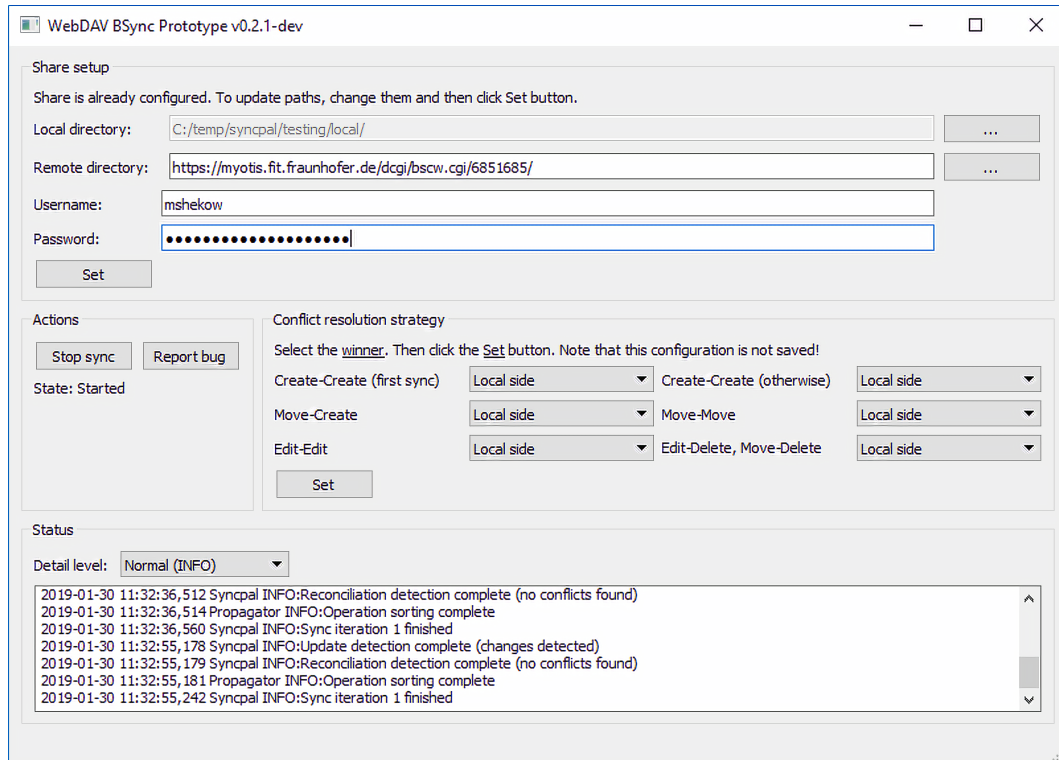 WebDAV BSync Prototype v0.2.1-dev
Share setup
Share is already configured. To update paths, change them and then click Set button.
Local directory: C:/temp/syncpal/testing/local/ ...
Remote directory: https://myotis.fit.fraunhofer.de/dcgi/bscw.cgi/6851685/ ...
Username: mshekow
Password: ●●●●●●●●●●●●●●●●●●●●
Set
Actions
Stop sync Report bug
State: Started
Conflict resolution strategy
Select the winner. Then click the Set button. Note that this configuration is not saved!
Create-Create (first sync) Local side Create-Create (otherwise) Local side
Move-Create Local side Move-Move Local side
Edit-Edit Local side Edit-Delete, Move-Delete Local side
Set
Status
Detail level: Normal (INFO)
2019-01-30 11:32:36,512 Syncpal INFO:Reconciliation detection complete (no conflicts found)
2019-01-30 11:32:36,514 Propagator INFO:Operation sorting complete
2019-01-30 11:32:36,560 Syncpal INFO:Sync iteration 1 finished
2019-01-30 11:32:55,178 Syncpal INFO:Update detection complete (changes detected)
2019-01-30 11:32:55,179 Syncpal INFO:Reconciliation detection complete (no conflicts found)
2019-01-30 11:32:55,181 Propagator INFO:Operation sorting complete
2019-01-30 11:32:55,242 Syncpal INFO:Sync iteration 1 finished